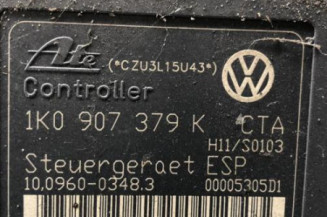 Ate (*CZU3L15U43*)
Controller
1K0 907 379 K CTA
H11/S0103
Steuergeraet ESP
10,0960-0348.3 00005305D1